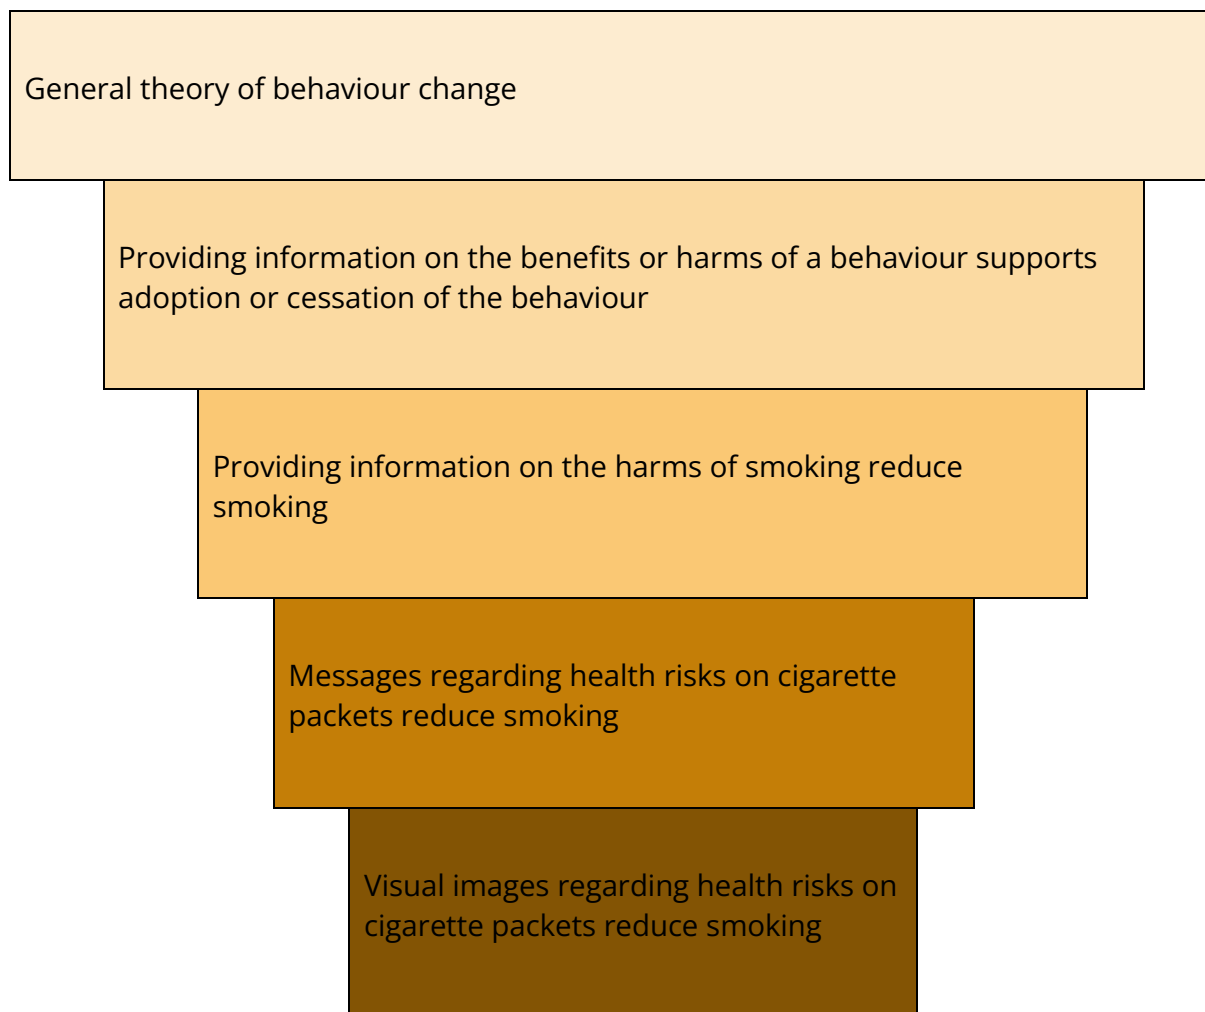 General theory of behaviour change
Providing information on the benefits or harms of a behaviour supports
adoption or cessation of the behaviour
Providing information on the harms of smoking reduce
smoking
Messages regarding health risks on cigarette
packets reduce smoking
Visual images regarding health risks on
cigarette packets reduce smoking